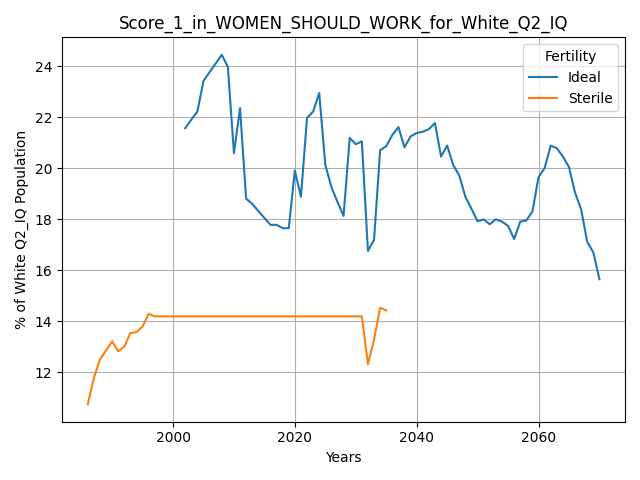 Score_1_in_WOMEN_SHOULD_WORK_for_White_Q2_IQ
Fertility
Ideal
Sterile
% of White Q2_IQ Population
24
22
20
18
16
14
12
2000 2020 2040 2060
Years